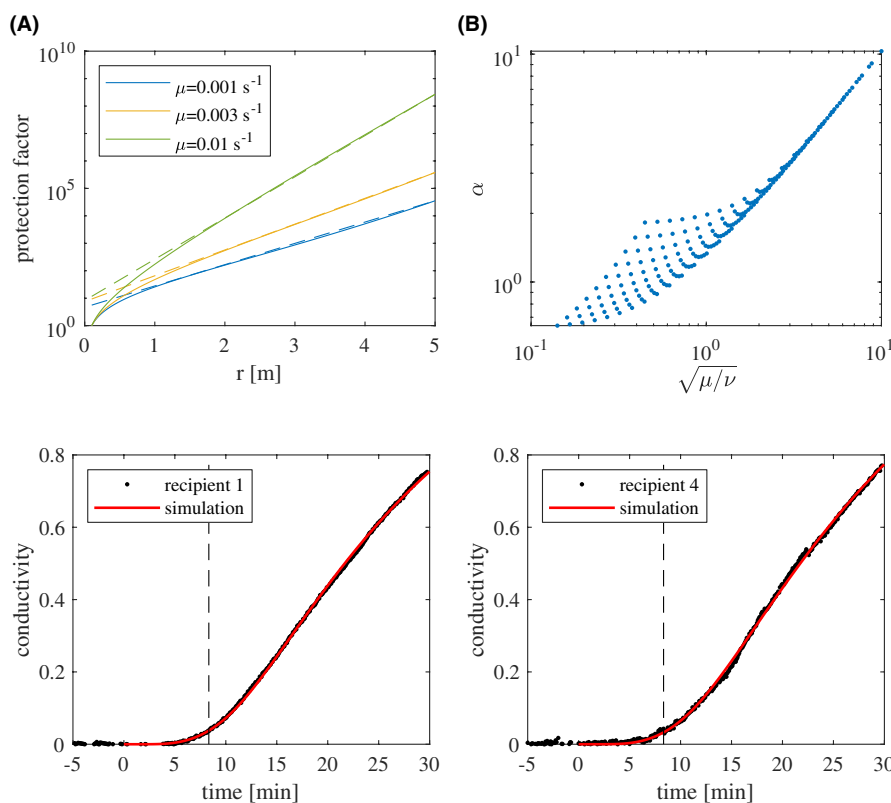 (A)
10^10
10^5
10^0
protection factor
μ=0.001 s^-1
μ=0.003 s^-1
μ=0.01 s^-1
1 2 3 4 5
r [m]
(B)
10^1
10^0
α
10^-1 10^0 10^1
√μ/ν
0.8
0.6
0.4
0.2
0
conductivity
recipient 1
simulation
-5 0 5 10 15 20 25 30
time [min]
0.8
0.6
0.4
0.2
0
conductivity
recipient 4
simulation
-5 0 5 10 15 20 25 30
time [min]